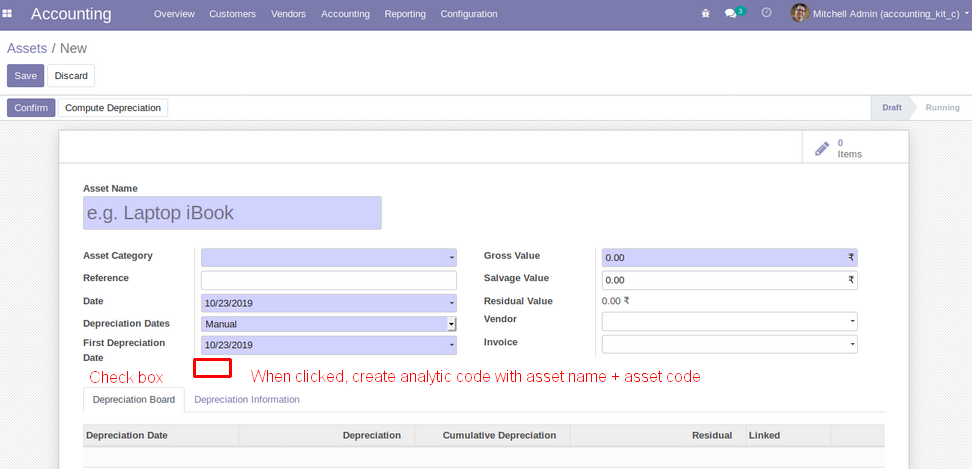 Accounting Overview Customers Vendors Accounting Reporting Configuration 3 Mitchell Admin (accounting_kit_c)
Assets / New
Save Discard
Confirm Compute Depreciation Draft Running
0
Items
Asset Name
e.g. Laptop iBook
Asset Category Gross Value 0.00 ₹
Reference Salvage Value 0.00 ₹
Date 10/23/2019 Residual Value 0.00 ₹
Depreciation Dates Manual Vendor
First Depreciation 10/23/2019 Invoice
Date
Check box When clicked, create analytic code with asset name + asset code
Depreciation Board Depreciation Information
Depreciation Date Depreciation Cumulative Depreciation Residual Linked